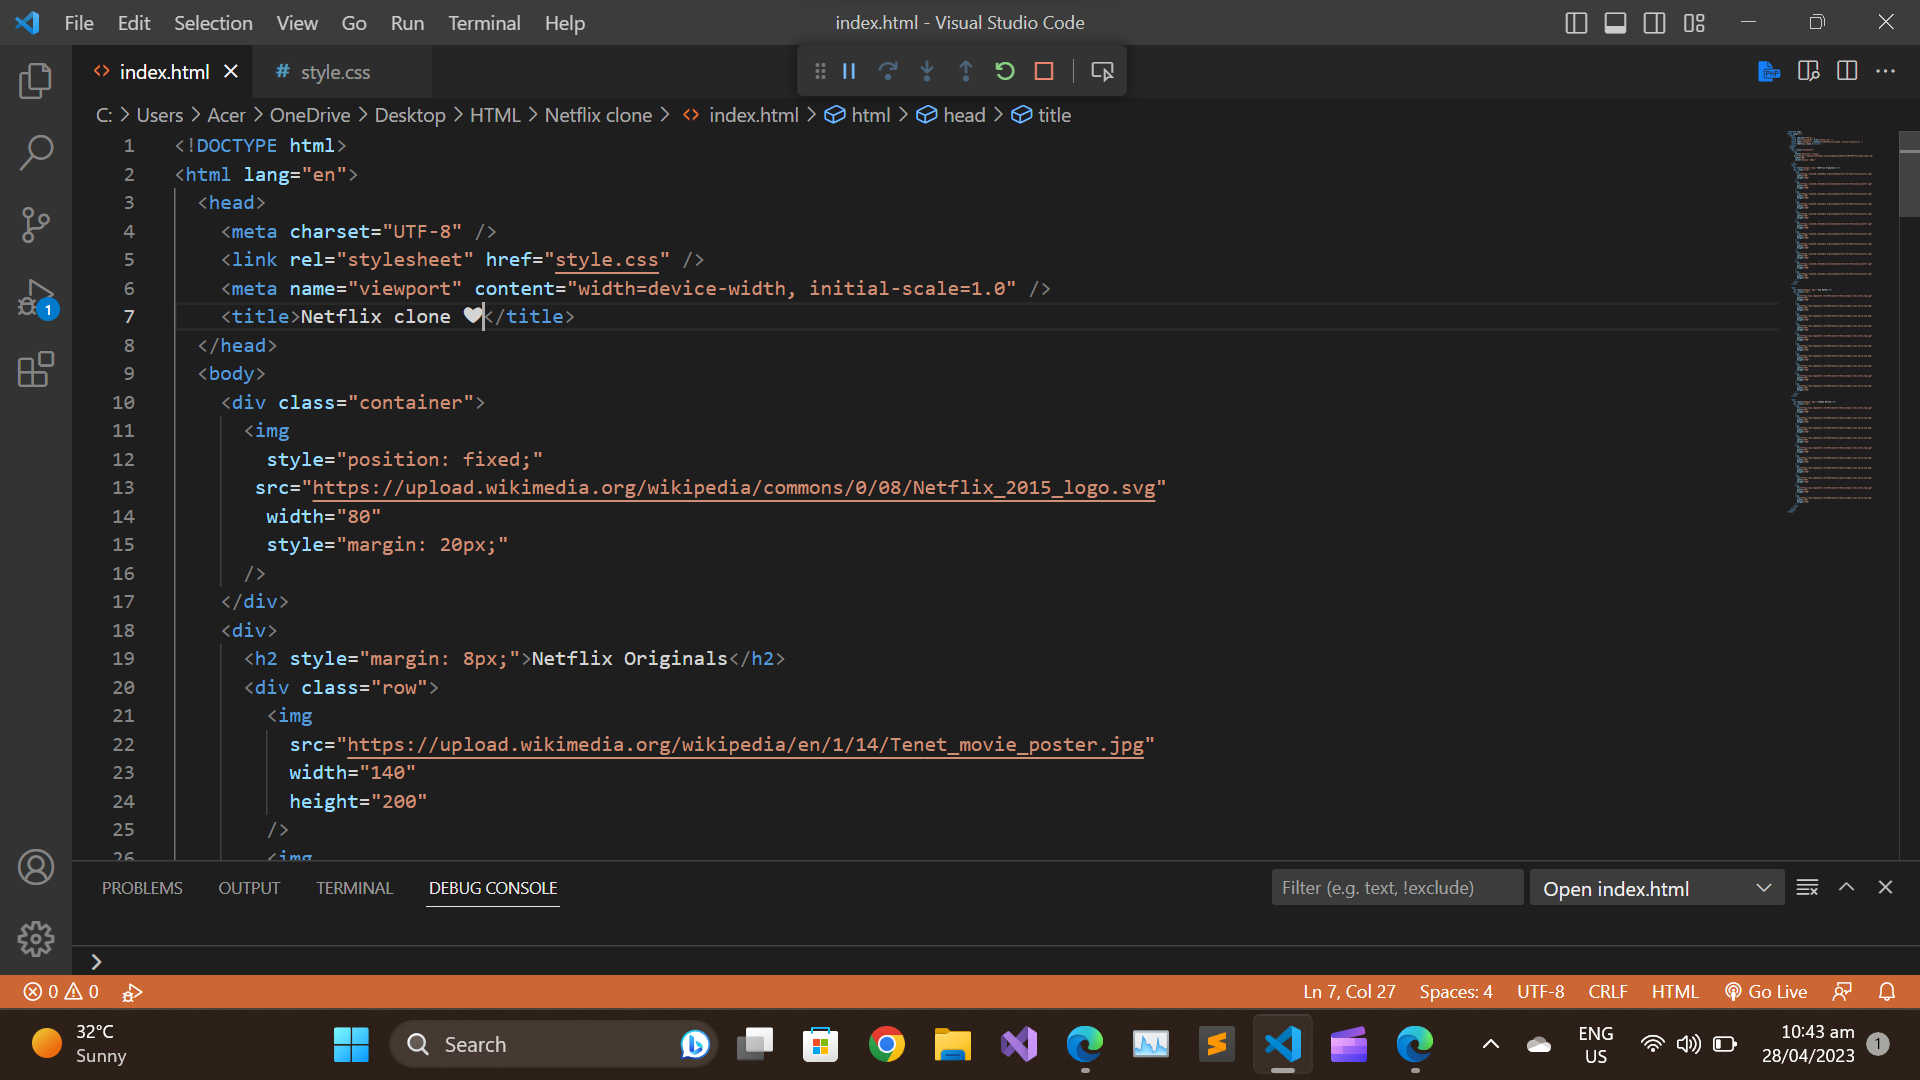 File Edit Selection View Go Run Terminal Help index.html - Visual Studio Code
index.html # style.css
PHP
C: > Users > Acer > OneDrive > Desktop > HTML > Netflix clone > index.html > html > head > title
1 <!DOCTYPE html>
2 <html lang="en">
3 <head>
4 <meta charset="UTF-8" />
5 <link rel="stylesheet" href="style.css" />
6 <meta name="viewport" content="width=device-width, initial-scale=1.0" />
7 <title>Netflix clone 🖤</title>
8 </head>
9 <body>
10 <div class="container">
11 <img
12 style="position: fixed;"
13 src="https://upload.wikimedia.org/wikipedia/commons/0/08/Netflix_2015_logo.svg"
14 width="80"
15 style="margin: 20px;"
16 />
17 </div>
18 <div>
19 <h2 style="margin: 8px;">Netflix Originals</h2>
20 <div class="row">
21 <img
22 src="https://upload.wikimedia.org/wikipedia/en/1/14/Tenet_movie_poster.jpg"
23 width="140"
24 height="200"
25 />
26 <img
1
PROBLEMS OUTPUT TERMINAL DEBUG CONSOLE Filter (e.g. text, !exclude) Open index.html
0 0 Ln 7, Col 27 Spaces: 4 UTF-8 CRLF HTML Go Live
32°C
Sunny
Search
ENG
US
10:43 am
28/04/2023
1